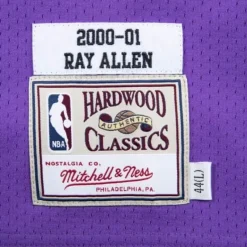 2000-01
RAY ALLEN
HARDWOOD
AUTHENTIC
CLASSICS
NBA
NOSTALGIA CO.
Mitchell & Ness
PHILADELPHIA, PA.
44(L)